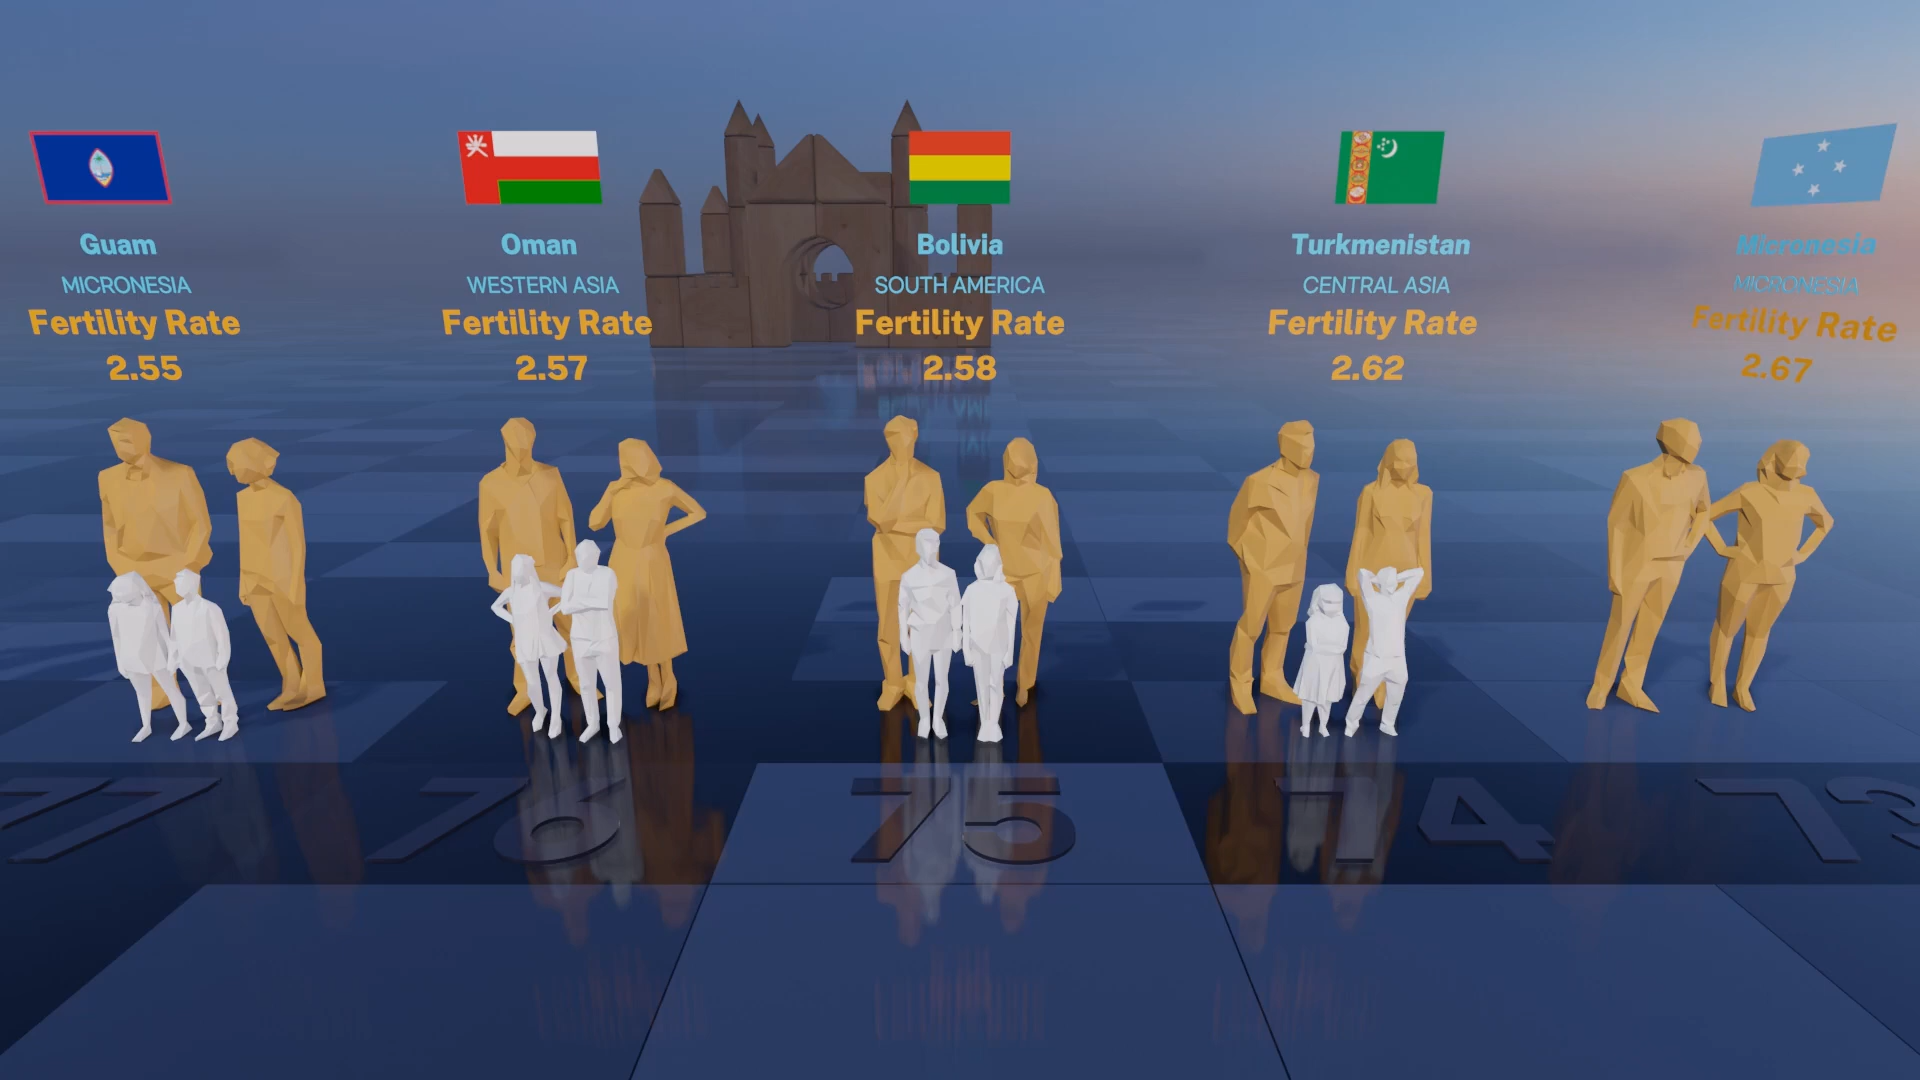 Guam
MICRONESIA
Fertility Rate
2.55
Oman
WESTERN ASIA
Fertility Rate
2.57
Bolivia
SOUTH AMERICA
Fertility Rate
2.58
Turkmenistan
CENTRAL ASIA
Fertility Rate
2.62
Micronesia
MICRONESIA
Fertility Rate
2.67
77
76
75
74
73